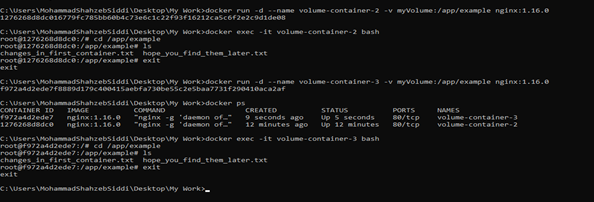 C:\Users\MohammadShahzebSiddi\Desktop\My Work>docker run -d --name volume-container-2 -v myVolume:/app/example nginx:1.16.0
1276268d8dc016779fc785bb60b4c73e6c1c22f93f16212ca5c6f2e2c9d1de08
C:\Users\MohammadShahzebSiddi\Desktop\My Work>docker exec -it volume-container-2 bash
root@1276268d8dc0:/# cd /app/example
root@1276268d8dc0:/app/example# ls
changes_in_first_container.txt hope_you_find_them_later.txt
root@1276268d8dc0:/app/example# exit
exit
C:\Users\MohammadShahzebSiddi\Desktop\My Work>docker run -d --name volume-container-3 -v myVolume:/app/example nginx:1.16.0
f972a4d2ede7f8889d179c400415aebfa730be55c2e5baa7731f290410aca2af
C:\Users\MohammadShahzebSiddi\Desktop\My Work>docker ps
CONTAINER ID IMAGE COMMAND CREATED STATUS PORTS NAMES
f972a4d2ede7 nginx:1.16.0 "nginx -g 'daemon of…" 9 seconds ago Up 5 seconds 80/tcp volume-container-3
1276268d8dc0 nginx:1.16.0 "nginx -g 'daemon of…" 12 minutes ago Up 12 minutes 80/tcp volume-container-2
C:\Users\MohammadShahzebSiddi\Desktop\My Work>docker exec -it volume-container-3 bash
root@f972a4d2ede7:/# cd /app/example
root@f972a4d2ede7:/app/example# ls
changes_in_first_container.txt hope_you_find_them_later.txt
root@f972a4d2ede7:/app/example# exit
exit
C:\Users\MohammadShahzebSiddi\Desktop\My Work>